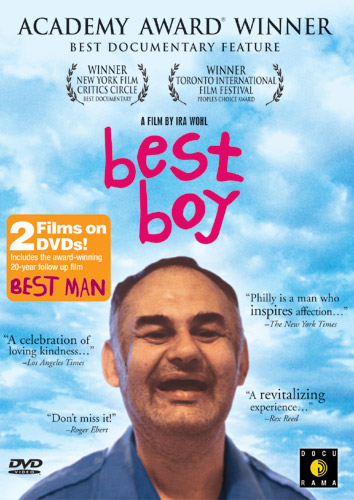 ACADEMY AWARD® WINNER
BEST DOCUMENTARY FEATURE
WINNER
NEW YORK FILM
CRITICS CIRCLE
BEST DOCUMENTARY
WINNER
TORONTO INTERNATIONAL
FILM FESTIVAL
PEOPLE'S CHOICE AWARD
A FILM BY IRA WOHL
best
boy
2 Films on
DVDs!
Includes the award-winning
20-year follow up film
BEST MAN
"Philly is a man who
inspires affection..."
–The New York Times
"A celebration of
loving kindness..."
–Los Angeles Times
"A revitalizing
experience..."
–Rex Reed
"Don't miss it!"
–Roger Ebert
DVD
VIDEO
DOCU
RAMA